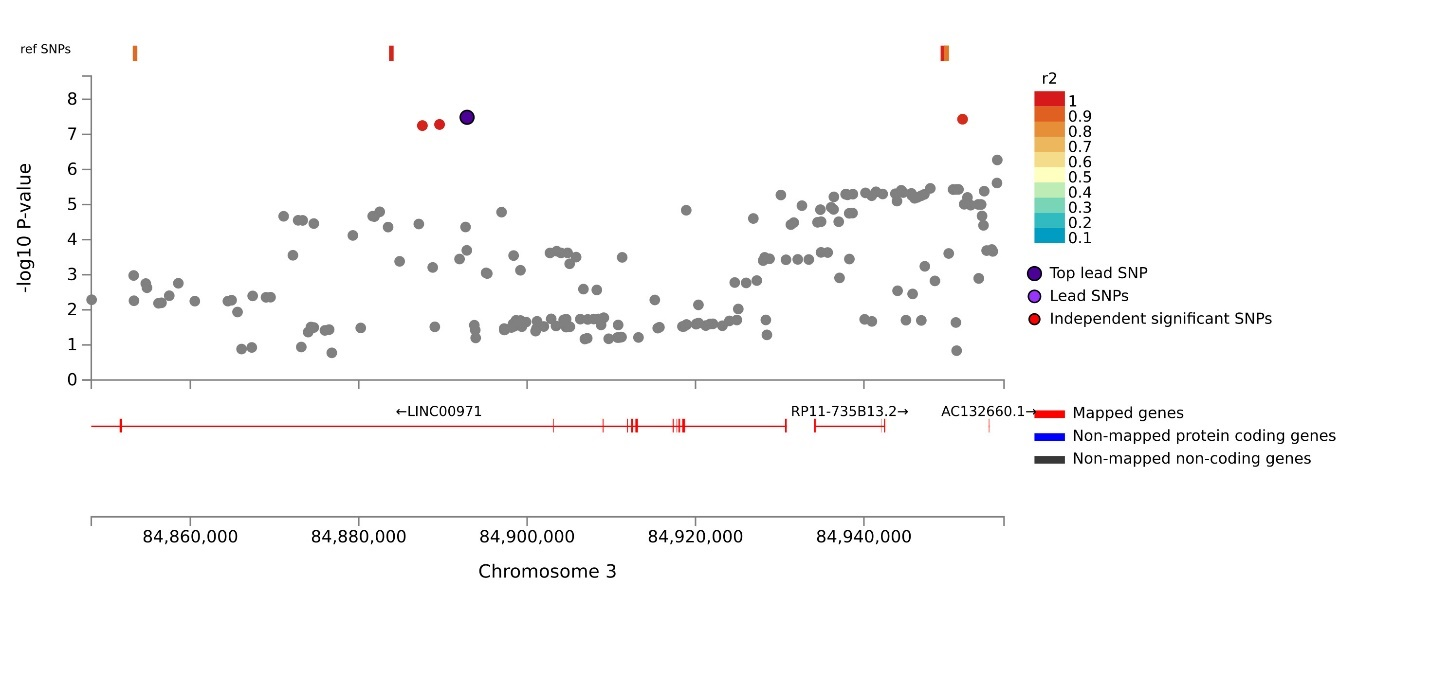 ref SNPs
r2
8
7
6
5
4
3
2
1
0
-log10 P-value
1
0.9
0.8
0.7
0.6
0.5
0.4
0.3
0.2
0.1
Top lead SNP
Lead SNPs
Independent significant SNPs
←LINC00971
RP11-735B13.2→
AC132660.1→
Mapped genes
Non-mapped protein coding genes
Non-mapped non-coding genes
84,860,000 84,880,000 84,900,000 84,920,000 84,940,000
Chromosome 3